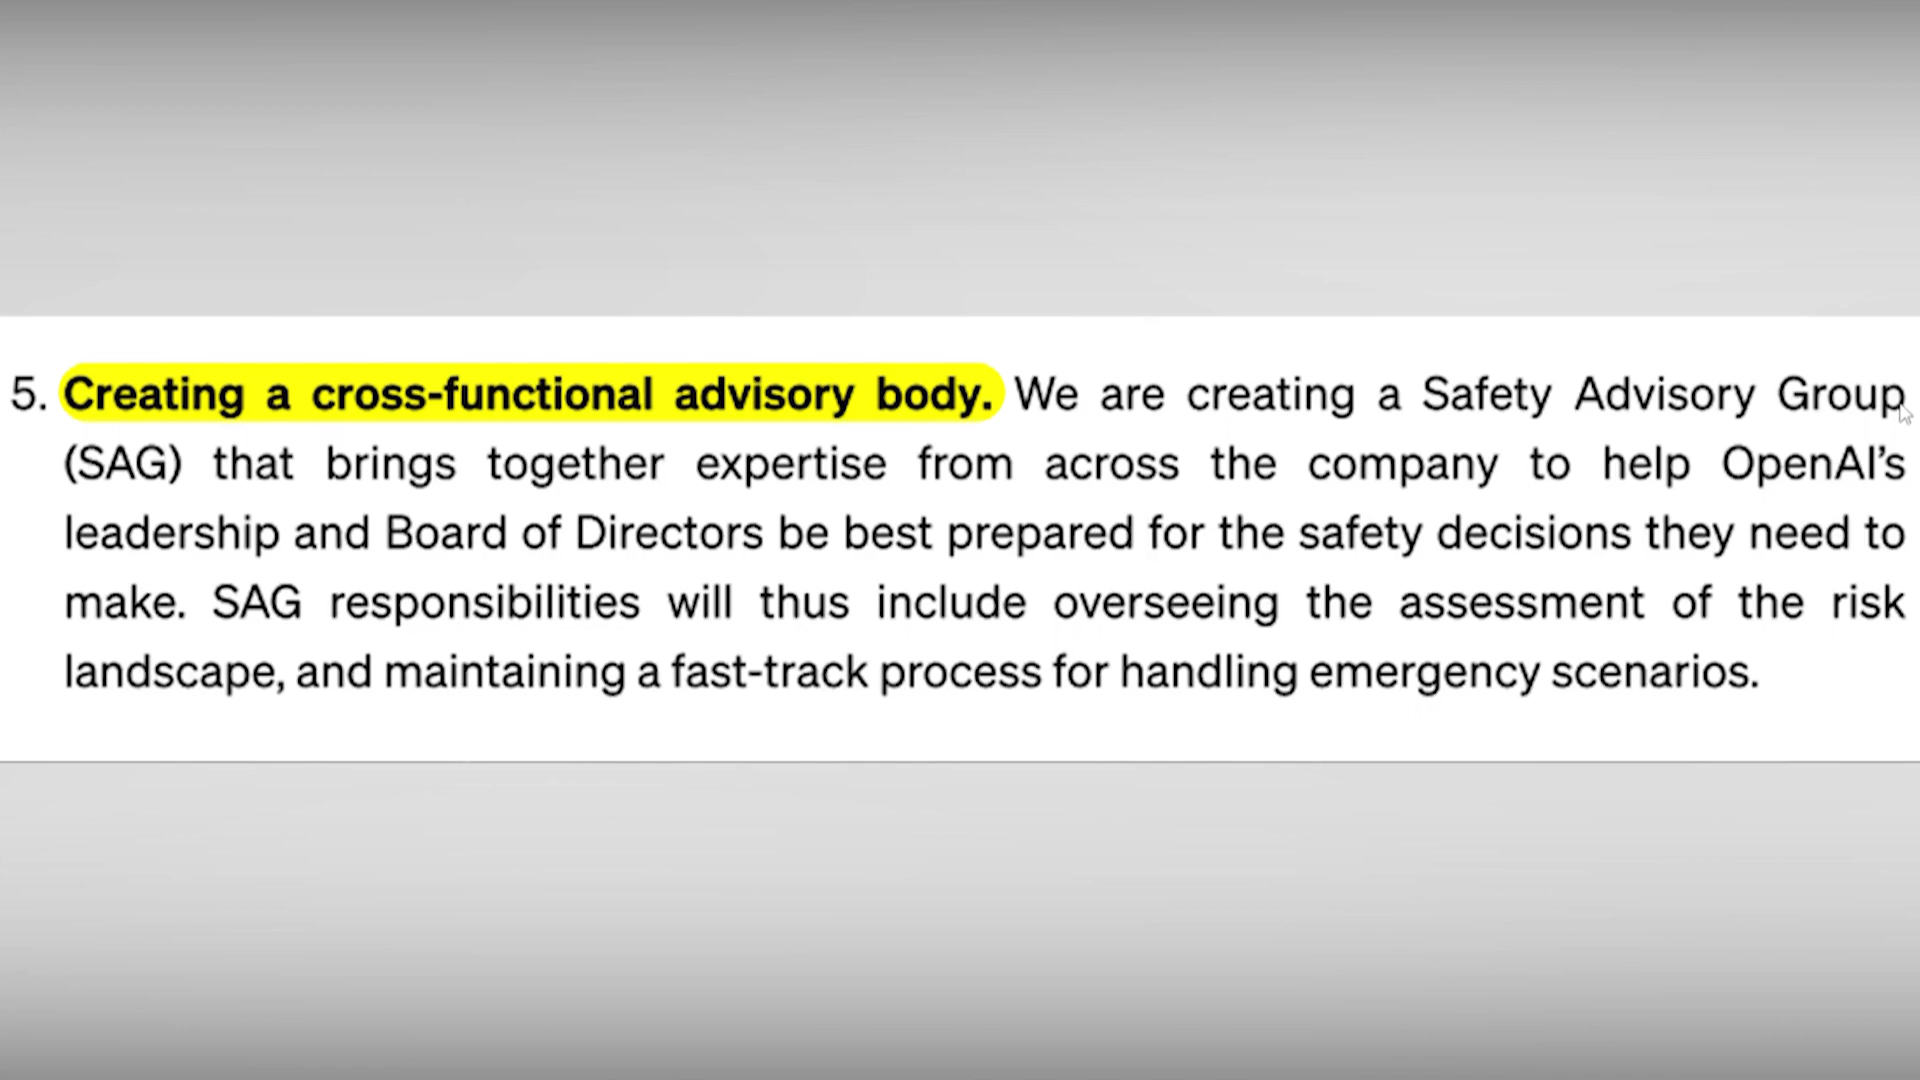 5. Creating a cross-functional advisory body. We are creating a Safety Advisory Group
(SAG) that brings together expertise from across the company to help OpenAI’s
leadership and Board of Directors be best prepared for the safety decisions they need to
make. SAG responsibilities will thus include overseeing the assessment of the risk
landscape, and maintaining a fast-track process for handling emergency scenarios.